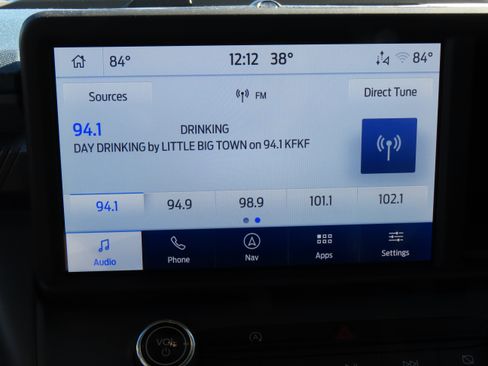 84° 12:12 38° 84°
Sources FM Direct Tune
94.1 DRINKING
DAY DRINKING by LITTLE BIG TOWN on 94.1 KFKF
94.1 94.9 98.9 101.1 102.1
Audio Phone Nav Apps Settings
VOL